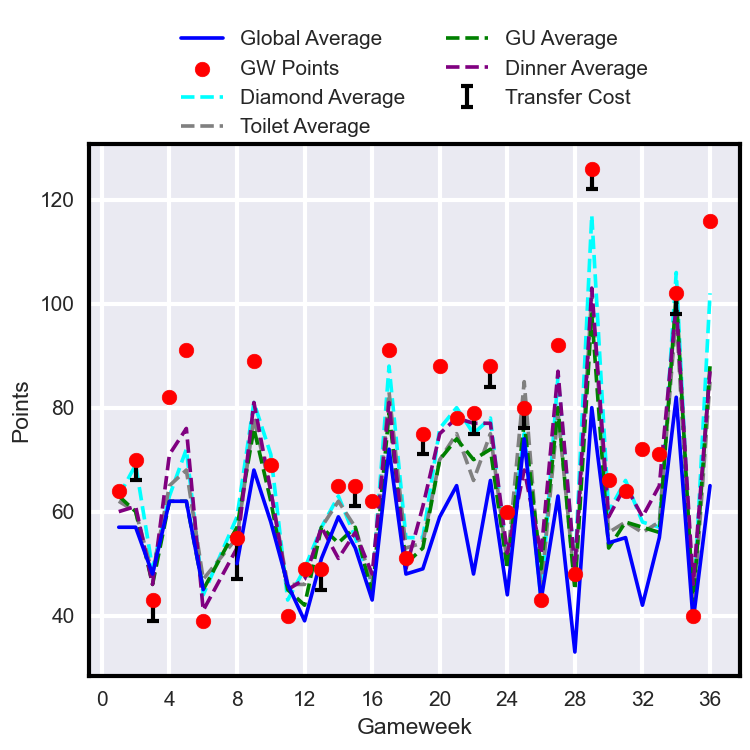 Global Average
GW Points
Diamond Average
Toilet Average
GU Average
Dinner Average
Transfer Cost
120
100
80
60
40
Points
0 4 8 12 16 20 24 28 32 36
Gameweek